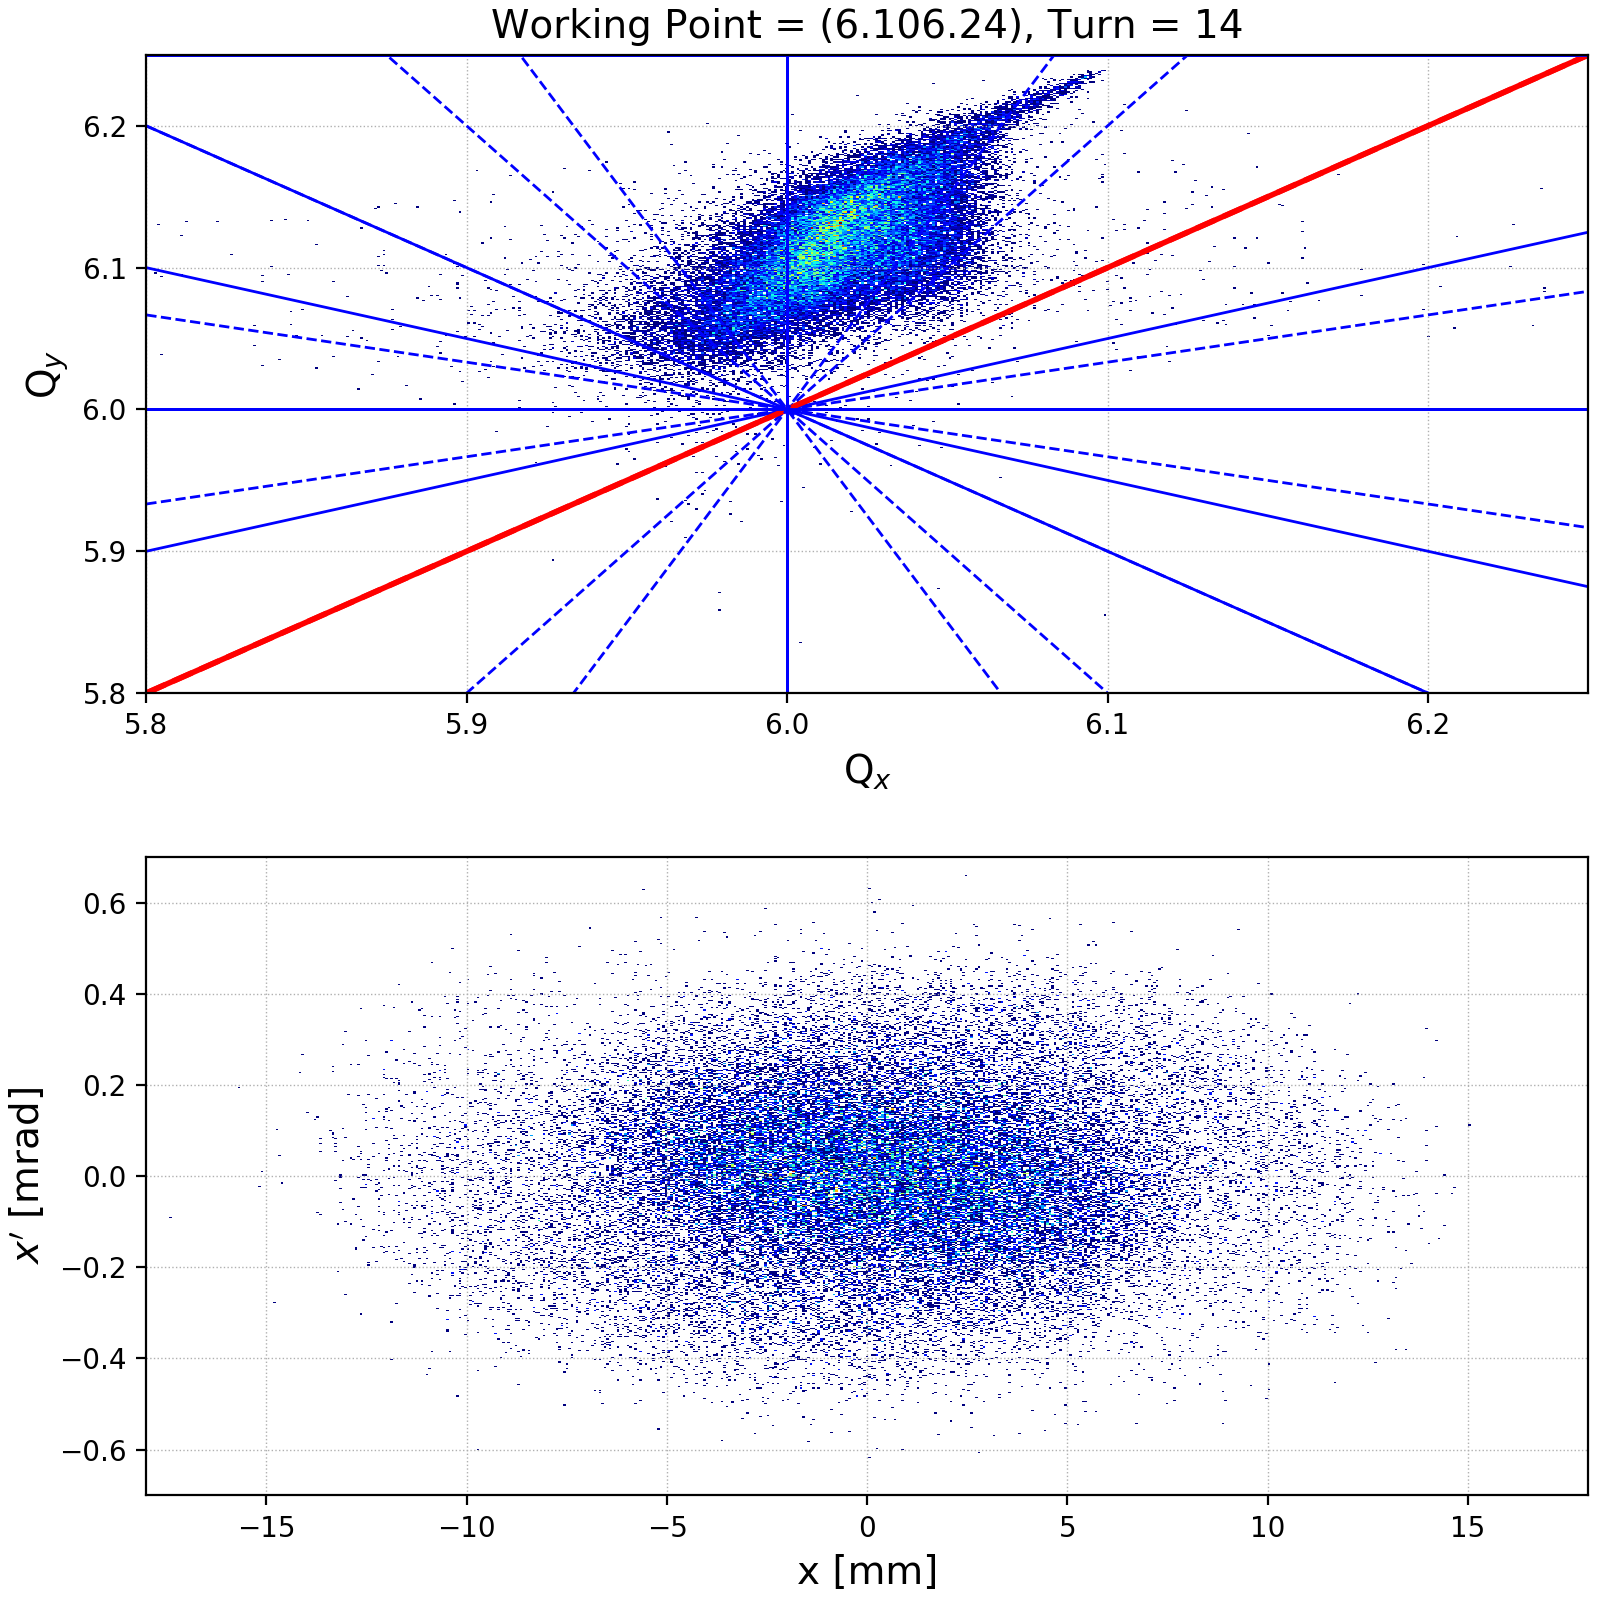 Working Point = (6.106.24), Turn = 14
6.2
6.1
6.0
5.9
5.8
Qy
5.8 5.9 6.0 6.1 6.2
Qx
0.6
0.4
0.2
0.0
−0.2
−0.4
−0.6
x′ [mrad]
−15 −10 −5 0 5 10 15
x [mm]